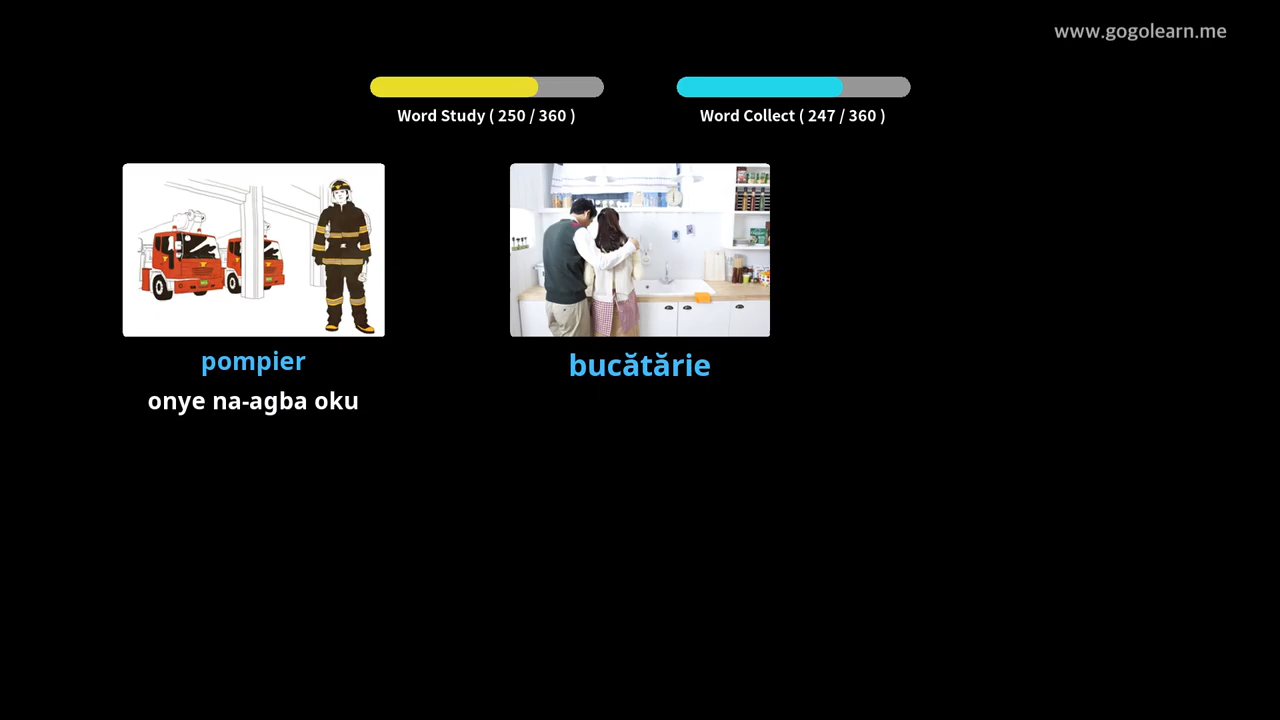 www.gogolearn.me
Word Study ( 250 / 360 )
Word Collect ( 247 / 360 )
pompier
onye na-agba oku
bucătărie